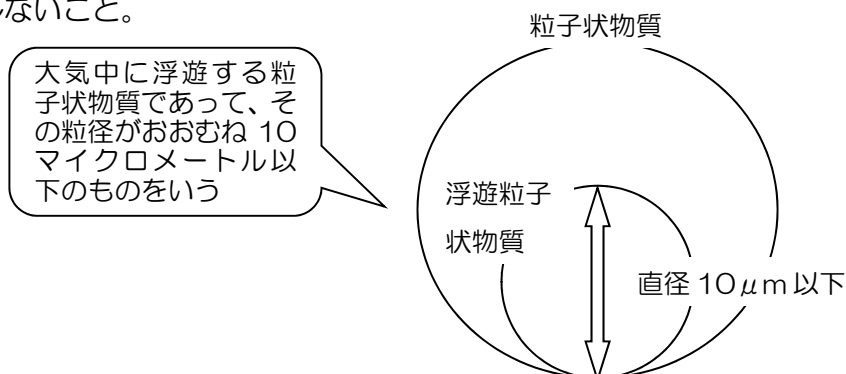 ないこと。
粒子状物質
大気中に浮遊する粒
子状物質であって、そ
の粒径がおおむね 10
マイクロメートル以
下のものをいう
浮遊粒子
状物質
直径 10μm以下